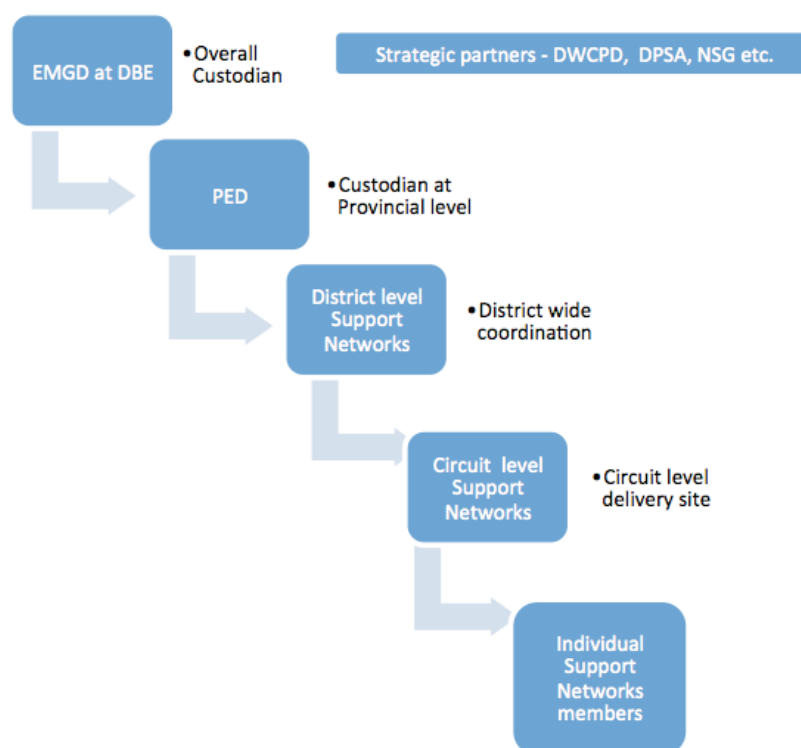 EMGD at DBE
•Overall
Custodian
Strategic partners - DWCPD, DPSA, NSG etc.
PED
•Custodian at
Provincial level
District level
Support
Networks
•District wide
coordination
Circuit level
Support
Networks
•Circuit level
delivery site
Individual
Support
Networks
members